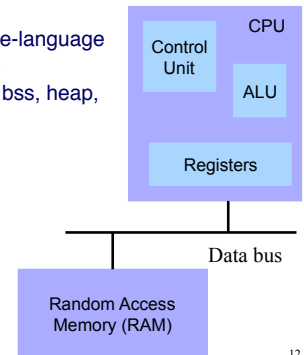 e-language
bss, heap,
CPU
Control
Unit
ALU
Registers
Data bus
Random Access
Memory (RAM)
12